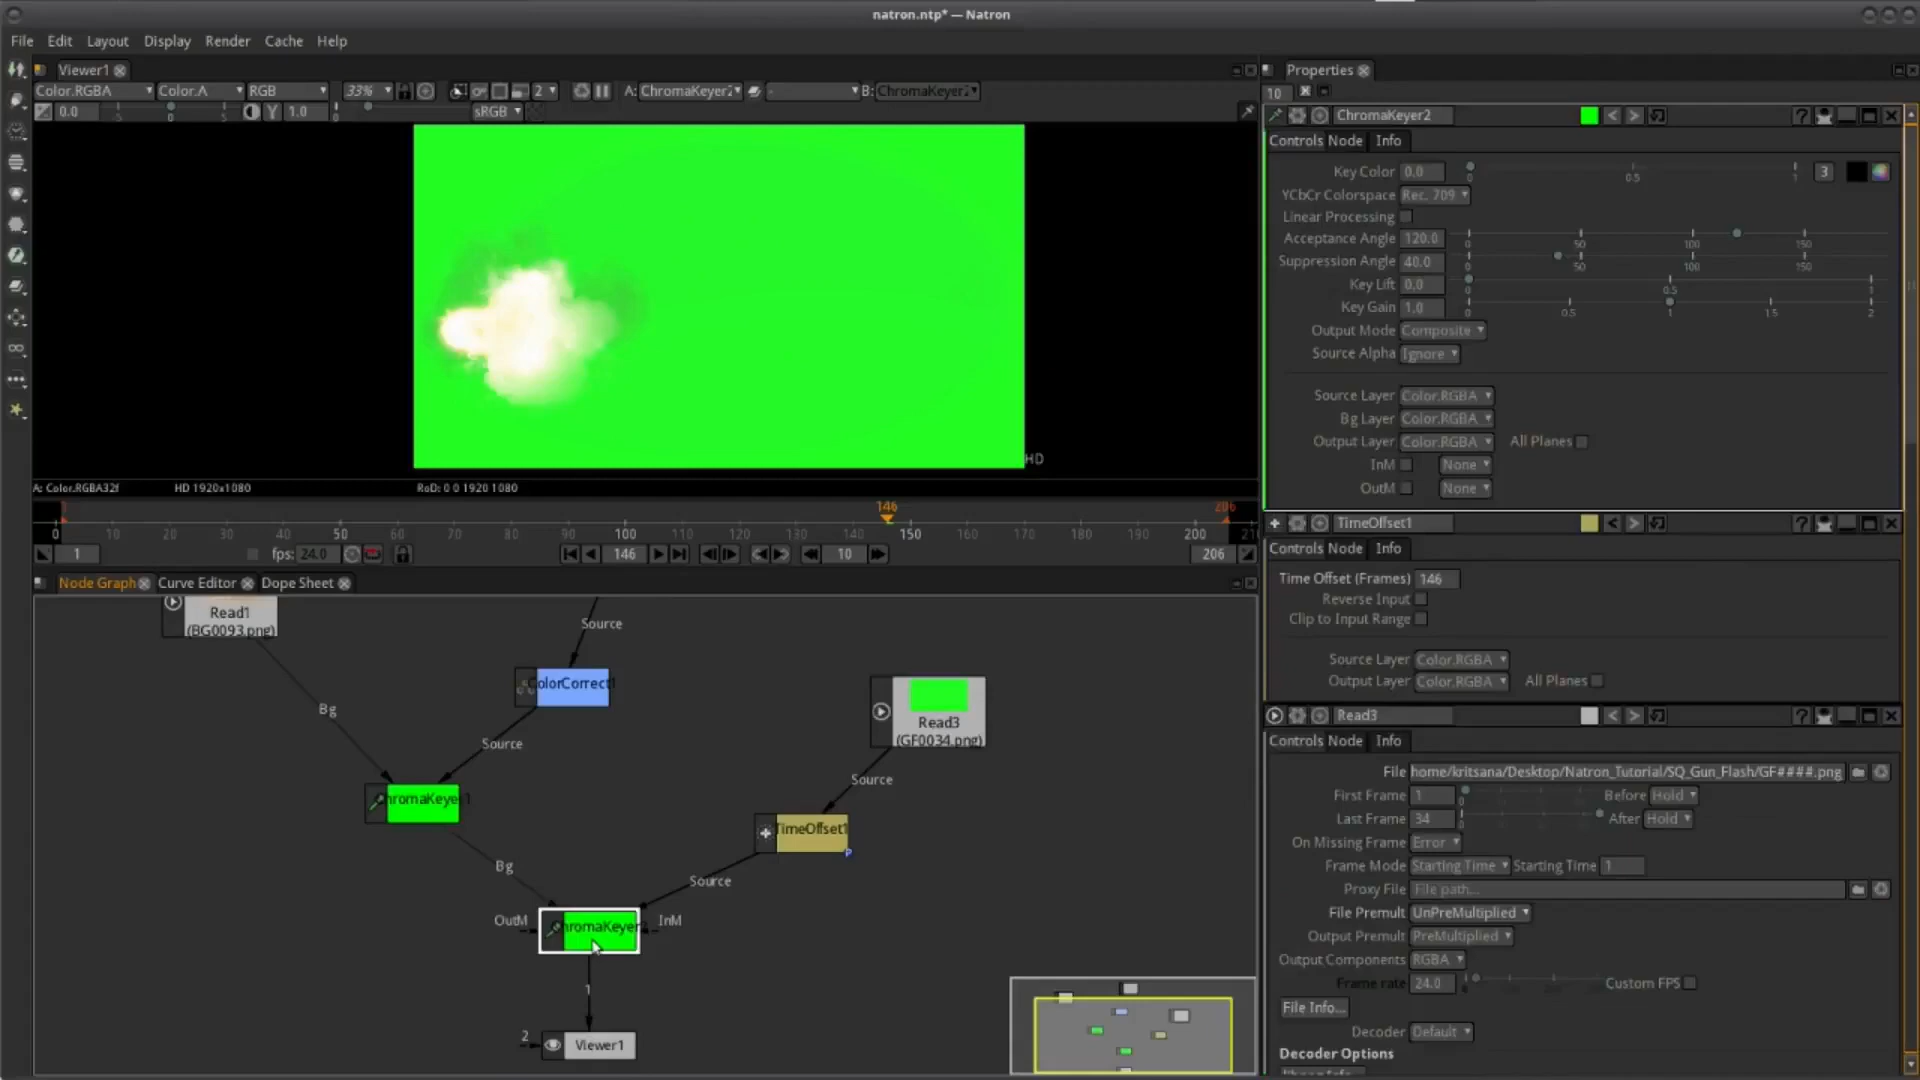 natron.ntp* — Natron
File Edit Layout Display Render Cache Help
Viewer1
Color.RGBA Color.A RGB 33% 2 A: ChromaKeyer2 - B: ChromaKeyer2
0.0 1.0 sRGB
HD
A: Color.RGBA32f HD 1920x1080 RoD: 0 0 1920 1080
1 146 206
0 10 20 30 40 50 60 70 80 90 100 110 120 130 140 150 160 170 180 190 200 210
1 fps: 24.0 146 10 206
Node Graph Curve Editor Dope Sheet
Read1
(BG0093.png)
Source
ColorCorrect1
Bg
Source
Read3
(GF0034.png)
Source
ChromaKeyer1
TimeOffset1
P
Bg
Source
OutM
ChromaKeyer2
InM
1
2
Viewer1
Properties
10
ChromaKeyer2
Controls Node Info
Key Color 0.0 0 0.5 1 3
YCbCr Colorspace Rec. 709
Linear Processing
Acceptance Angle 120.0 0 50 100 150
Suppression Angle 40.0 0 50 100 150
Key Lift 0.0 0 0.5 1
Key Gain 1.0 0.5 1 1.5 2
Output Mode Composite
Source Alpha Ignore
Source Layer Color.RGBA
Bg Layer Color.RGBA
Output Layer Color.RGBA All Planes
InM None
OutM None
TimeOffset1
Controls Node Info
Time Offset (Frames) 146
Reverse Input
Clip to Input Range
Source Layer Color.RGBA
Output Layer Color.RGBA All Planes
Read3
Controls Node Info
File home/kritsana/Desktop/Natron_Tutorial/SQ_Gun_Flash/GF####.png
First Frame 1 Before Hold
Last Frame 34 After Hold
On Missing Frame Error
Frame Mode Starting Time Starting Time 1
Proxy File File path...
File Premult UnPreMultiplied
Output Premult PreMultiplied
Output Components RGBA
Frame rate 24.0 Custom FPS
File Info...
Decoder Default
Decoder Options